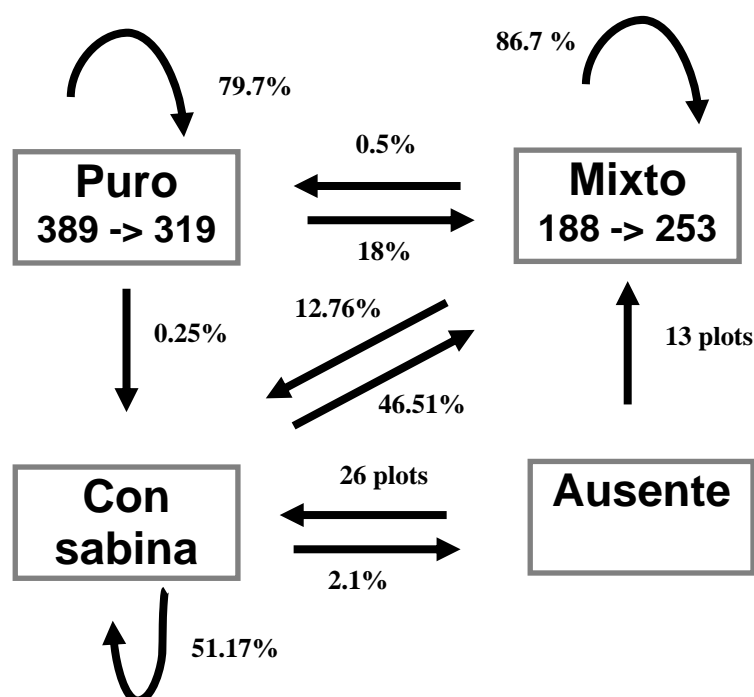 86.7 %
79.7%
0.5%
Puro
389 -> 319
Mixto
188 -> 253
18%
12.76%
0.25%
13 plots
46.51%
26 plots
Con
sabina
Ausente
2.1%
51.17%